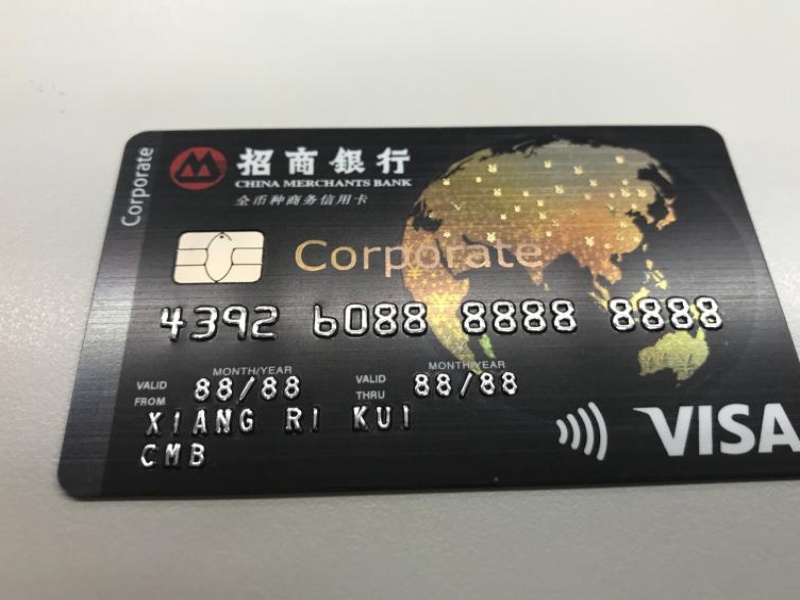 Corporate
招商銀行
CHINA MERCHANTS BANK
全币种商务信用卡
Corporate
4392 6088 8888 8888
MONTH/YEAR MONTH/YEAR
VALID FROM 88/88 VALID THRU 88/88
XIANG RI KUI
CMB
VISA